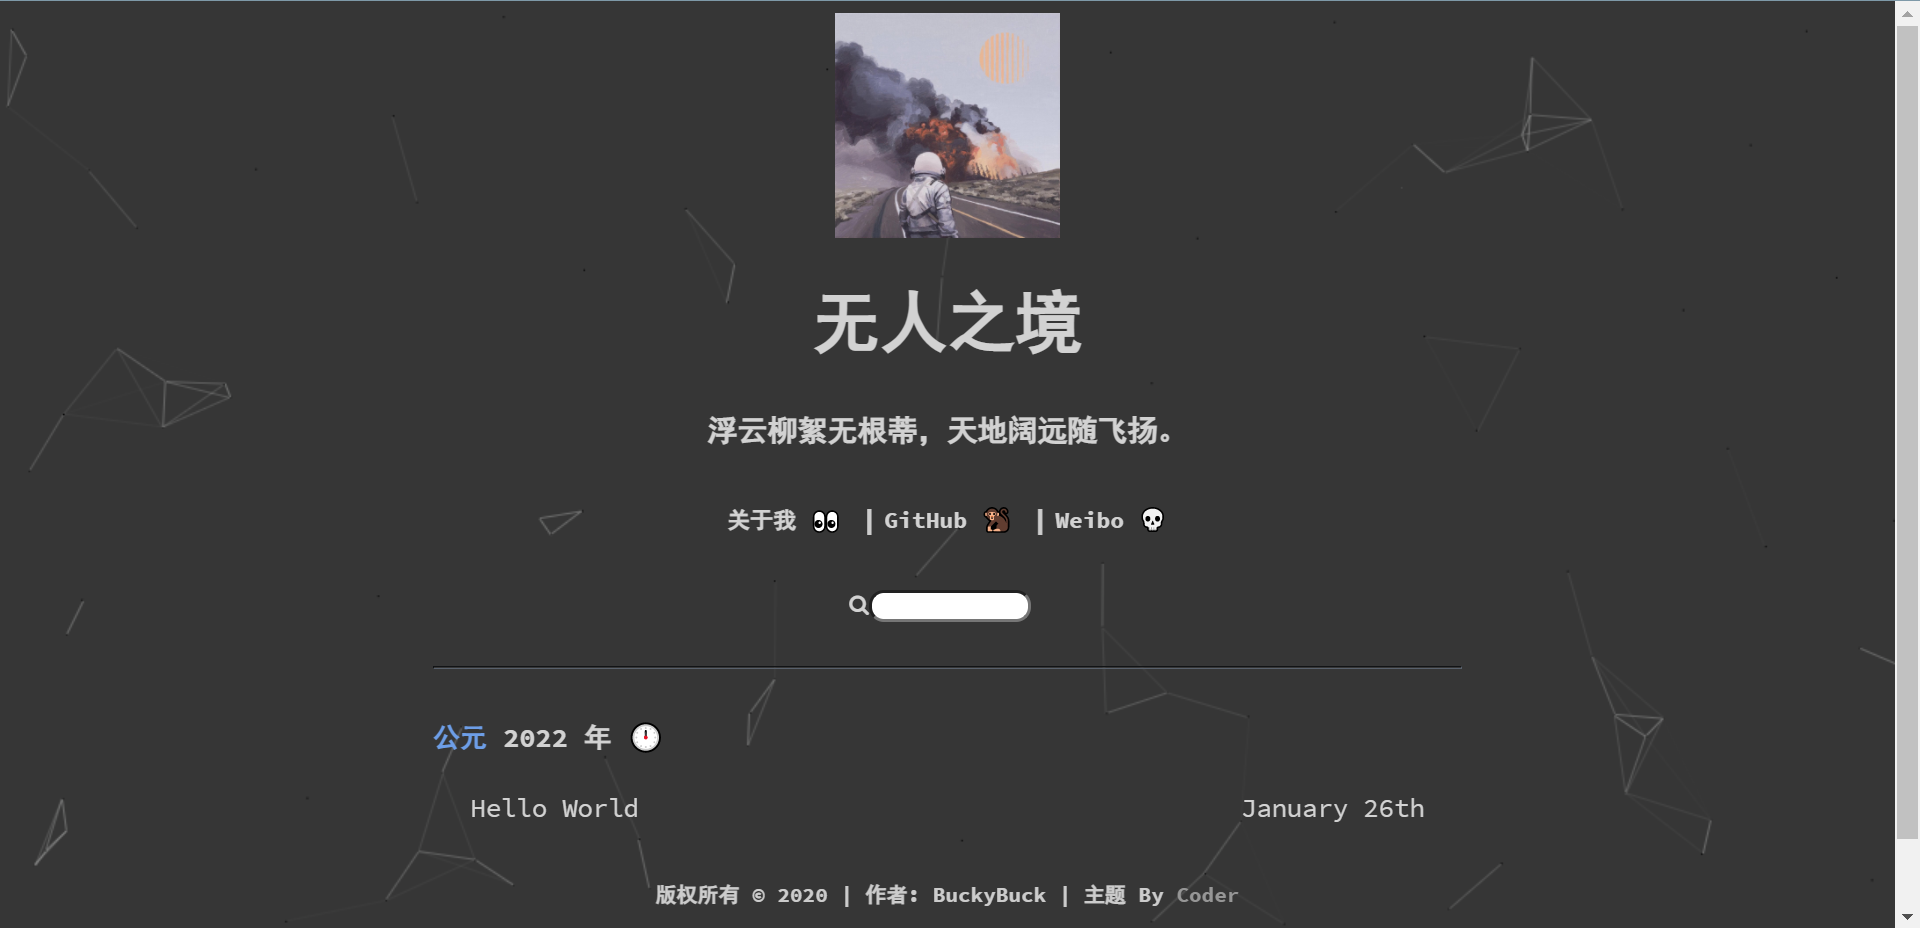 无人之境
浮云柳絮无根蒂，天地阔远随飞扬。
关于我 👀 | GitHub 🐒 | Weibo 💀
公元 2022 年 🕛
Hello World January 26th
版权所有 © 2020 | 作者: BuckyBuck | 主题 By Coder